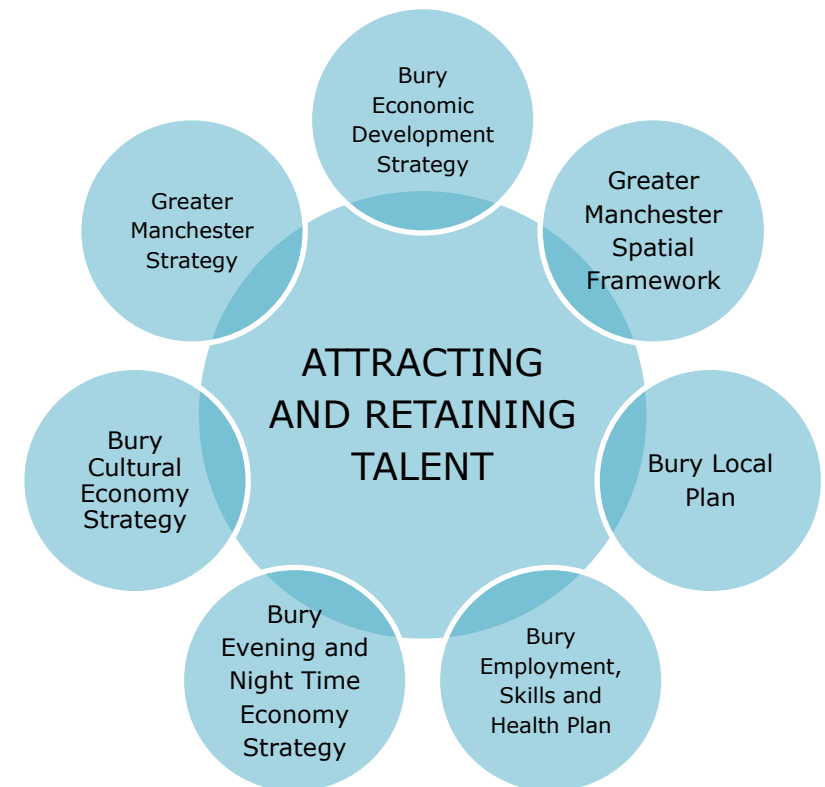 Bury
Economic
Development
Strategy
Greater
Manchester
Spatial
Framework
Bury Local
Plan
Bury
Employment,
Skills and
Health Plan
Bury
Evening and
Night Time
Economy
Strategy
Bury
Cultural
Economy
Strategy
Greater
Manchester
Strategy
ATTRACTING
AND RETAINING
TALENT